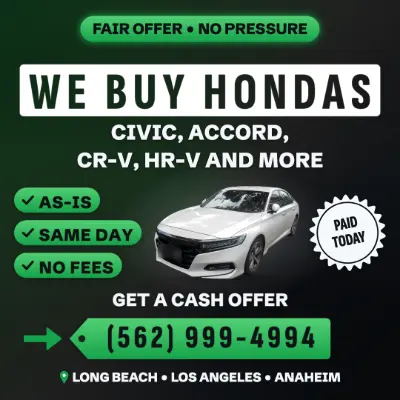 FAIR OFFER • NO PRESSURE
WE BUY HONDAS
CIVIC, ACCORD,
CR-V, HR-V AND MORE
AS-IS
SAME DAY
NO FEES
PAID
TODAY
GET A CASH OFFER
(562) 999-4994
LONG BEACH • LOS ANGELES • ANAHEIM